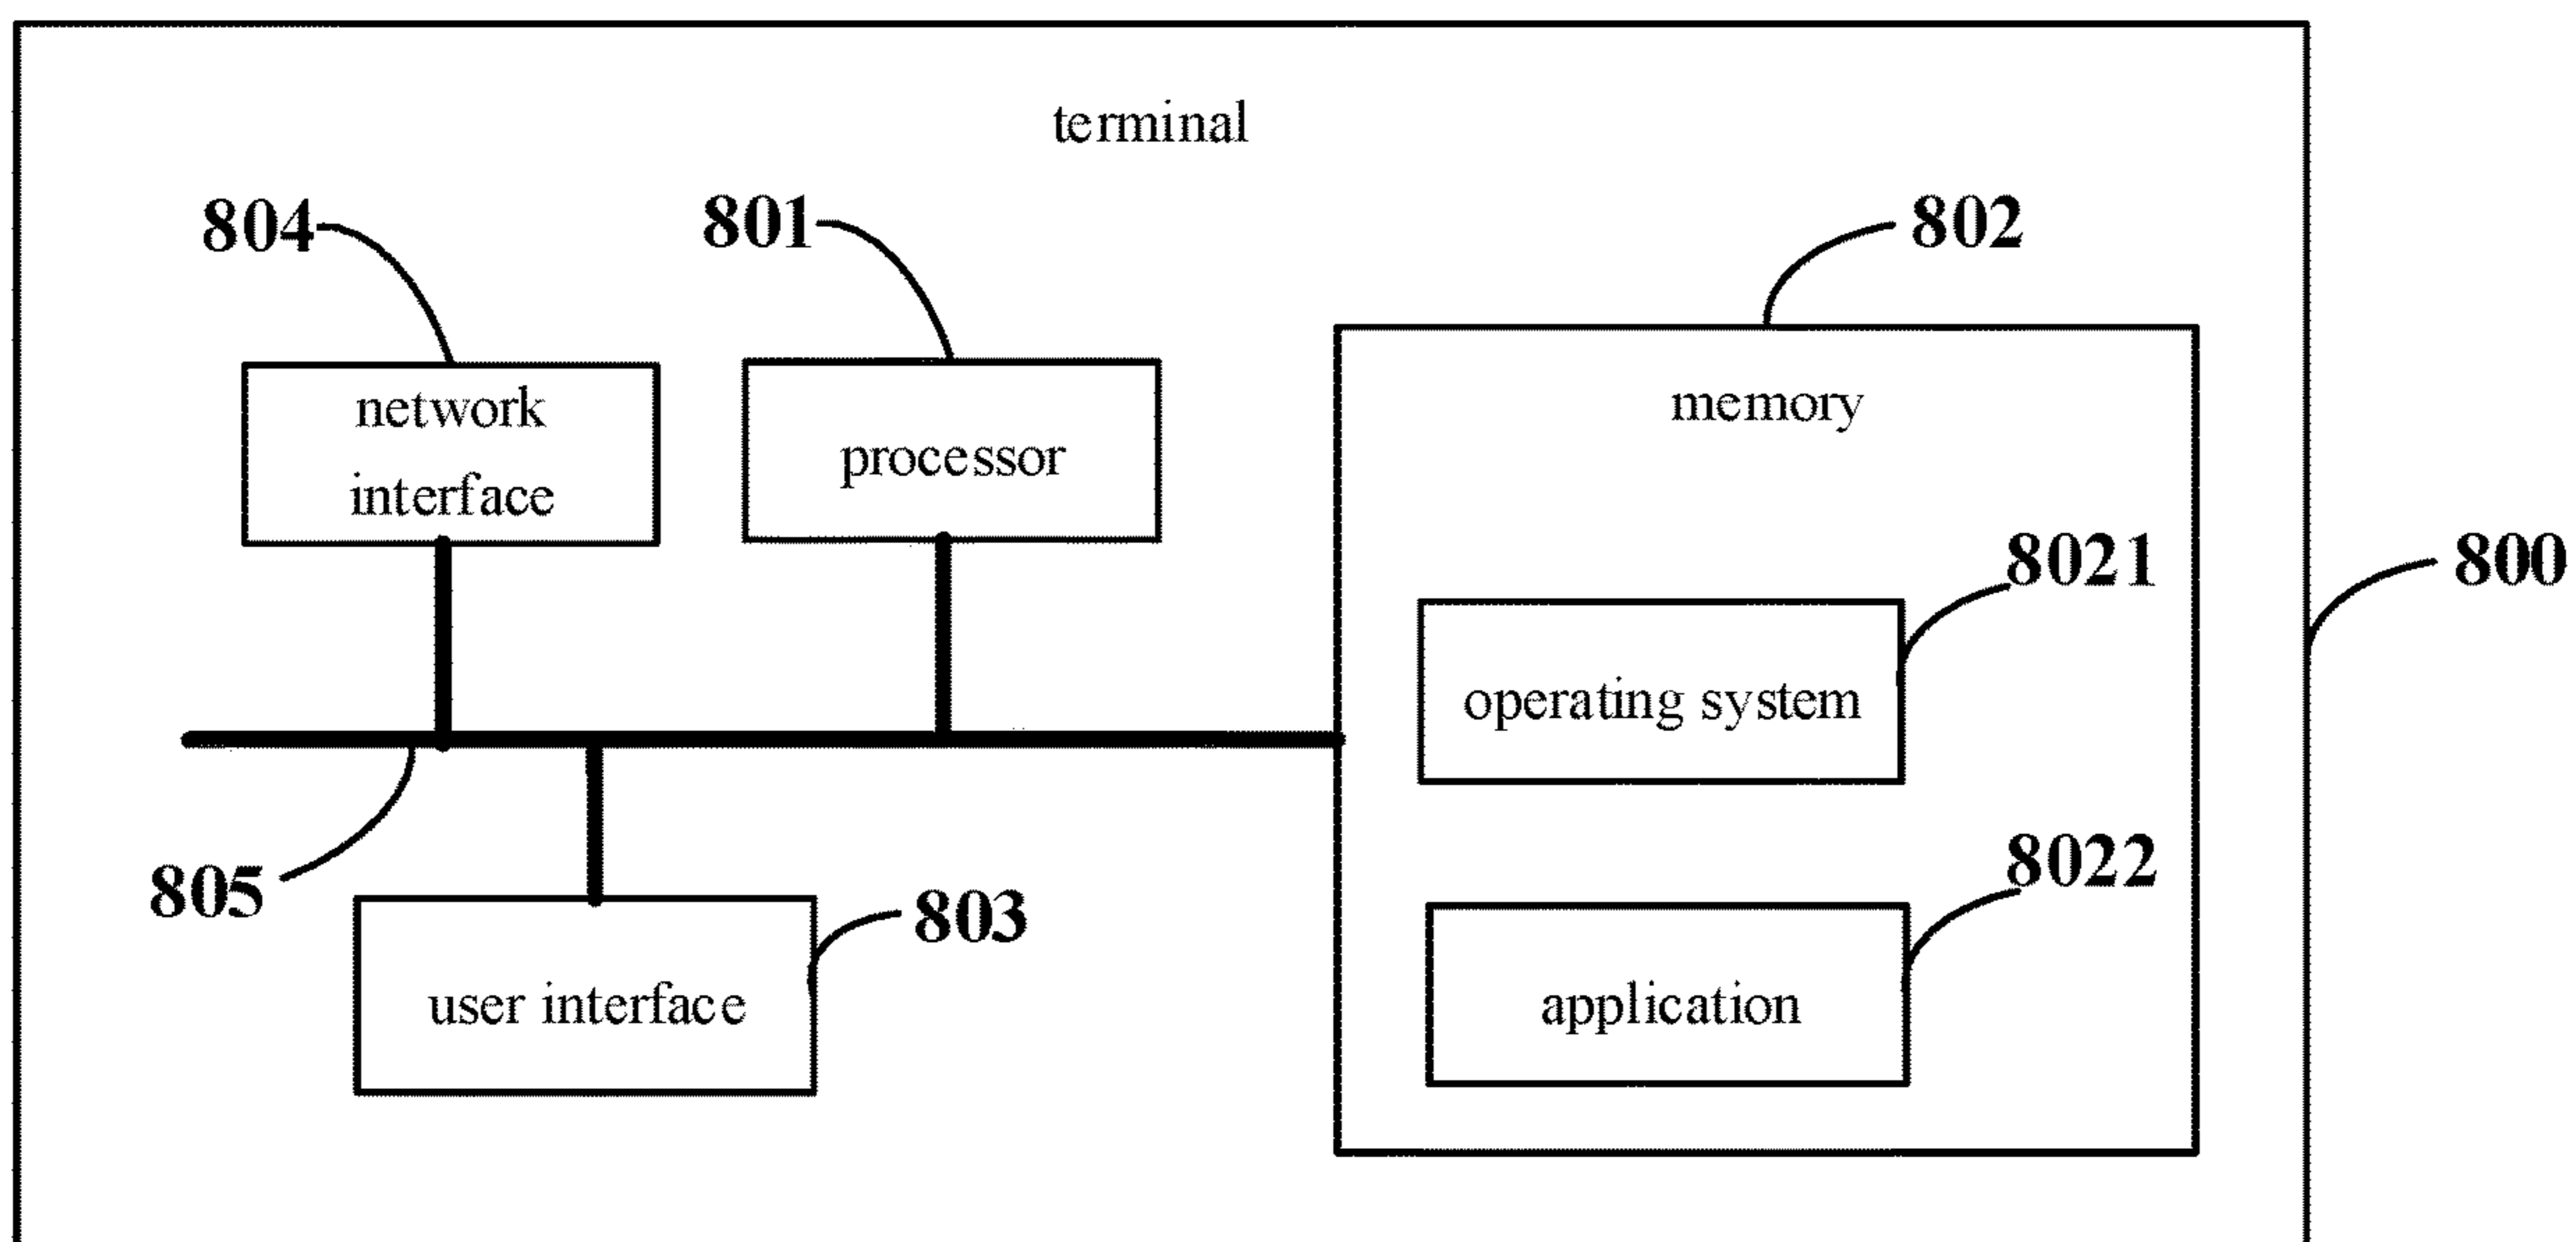 terminal
804
801
802
network
interface
processor
memory
8021
800
operating system
805
803
8022
user interface
application